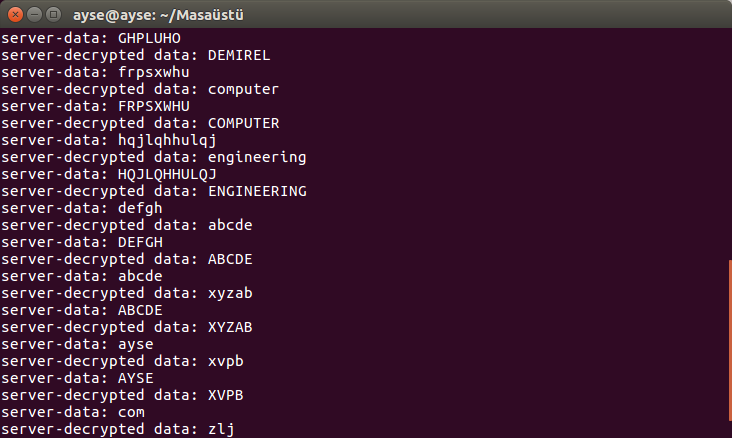 ayse@ayse: ~/Masaüstü
server-data: GHPLUHO
server-decrypted data: DEMIREL
server-data: frpsxwhu
server-decrypted data: computer
server-data: FRPSXWHU
server-decrypted data: COMPUTER
server-data: hqjlqhhulqj
server-decrypted data: engineering
server-data: HQJLQHHULQJ
server-decrypted data: ENGINEERING
server-data: defgh
server-decrypted data: abcde
server-data: DEFGH
server-decrypted data: ABCDE
server-data: abcde
server-decrypted data: xyzab
server-data: ABCDE
server-decrypted data: XYZAB
server-data: ayse
server-decrypted data: xvpb
server-data: AYSE
server-decrypted data: XVPB
server-data: com
server-decrypted data: zlj